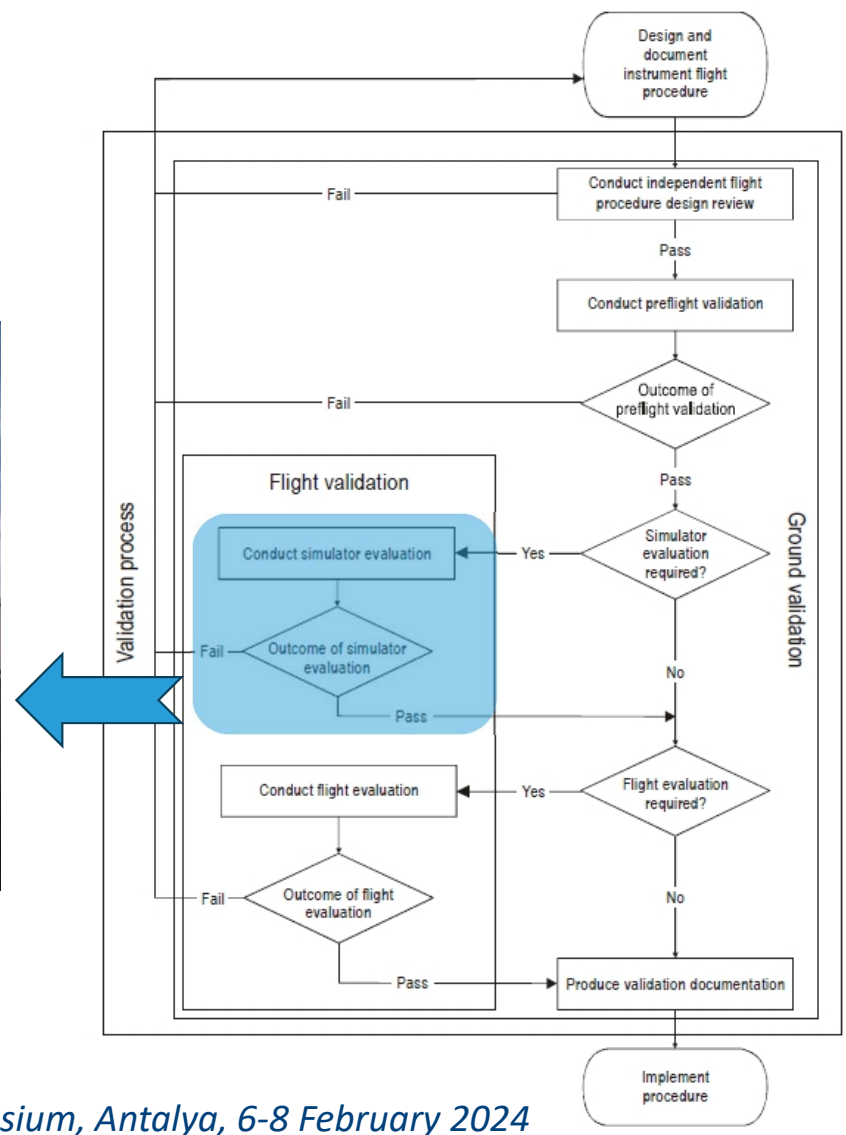 Design and
document
instrument flight
procedure
Conduct independent flight
procedure design review
Fail
Pass
Conduct preflight validation
Outcome of
preflight validation
Fail
Pass
Flight validation
Validation process
Ground validation
Simulator
evaluation
required?
Yes
Conduct simulator evaluation
Outcome of simulator
evaluation
Fail
No
Pass
Flight evaluation
required?
Yes
Conduct flight evaluation
Outcome of flight
evaluation
Fail
No
Pass
Produce validation documentation
Implement
procedure
sium, Antalya, 6-8 February 2024